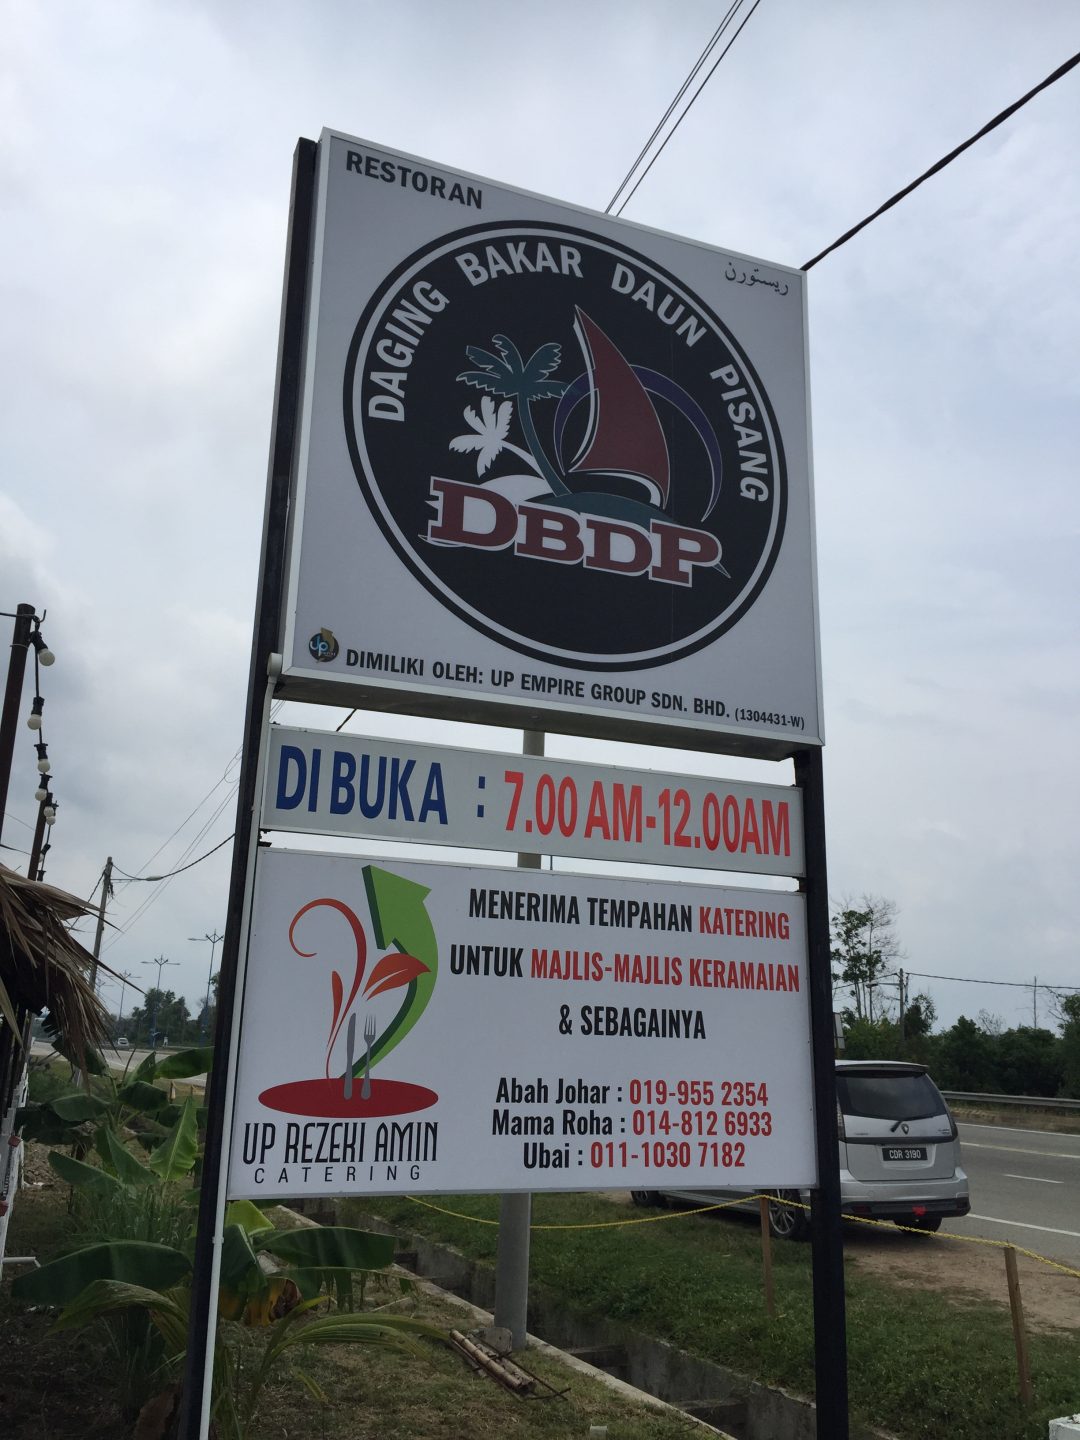 RESTORAN
ريستورن
DAGING BAKAR DAUN PISANG
DBDP
up
DIMILIKI OLEH: UP EMPIRE GROUP SDN. BHD. (1304431-W)
DI BUKA : 7.00 AM-12.00AM
MENERIMA TEMPAHAN KATERING
UNTUK MAJLIS-MAJLIS KERAMAIAN
& SEBAGAINYA
Abah Johar : 019-955 2354
Mama Roha : 014-812 6933
Ubai : 011-1030 7182
UP REZEKI AMIN
CATERING
CDR 3190